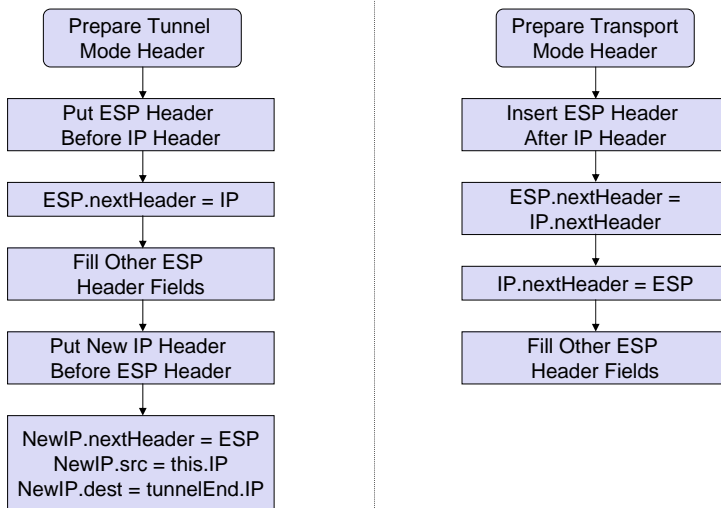 Prepare Tunnel
Mode Header
Put ESP Header
Before IP Header
ESP.nextHeader = IP
Fill Other ESP
Header Fields
Put New IP Header
Before ESP Header
NewIP.nextHeader = ESP
NewIP.src = this.IP
NewIP.dest = tunnelEnd.IP
Prepare Transport
Mode Header
Insert ESP Header
After IP Header
ESP.nextHeader =
IP.nextHeader
IP.nextHeader = ESP
Fill Other ESP
Header Fields